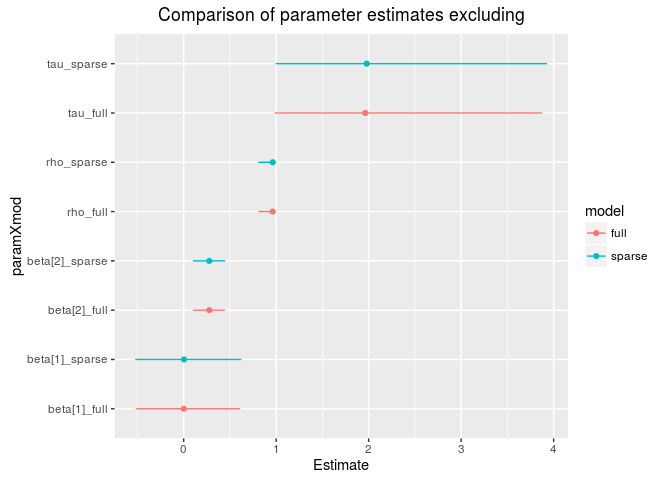 Comparison of parameter estimates excluding
paramXmod
tau_sparse
tau_full
rho_sparse
rho_full
beta[2]_sparse
beta[2]_full
beta[1]_sparse
beta[1]_full
0 1 2 3 4
Estimate
model
full
sparse